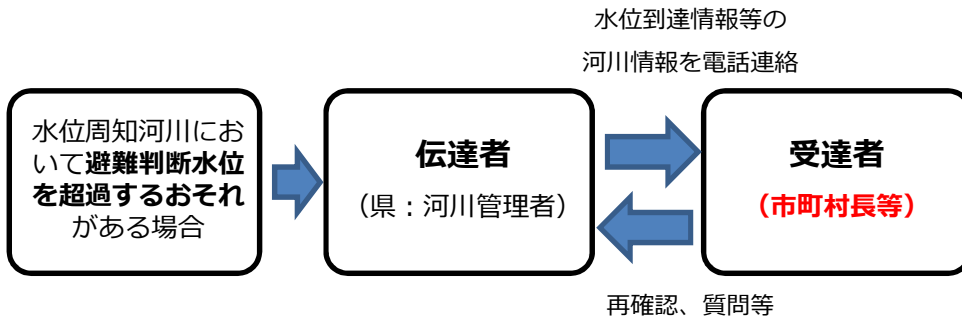 水位到達情報等の
河川情報を電話連絡
水位周知河川にお
いて避難判断水位
を超過するおそれ
がある場合
伝達者
（県：河川管理者）
受達者
（市町村長等）
再確認、質問等